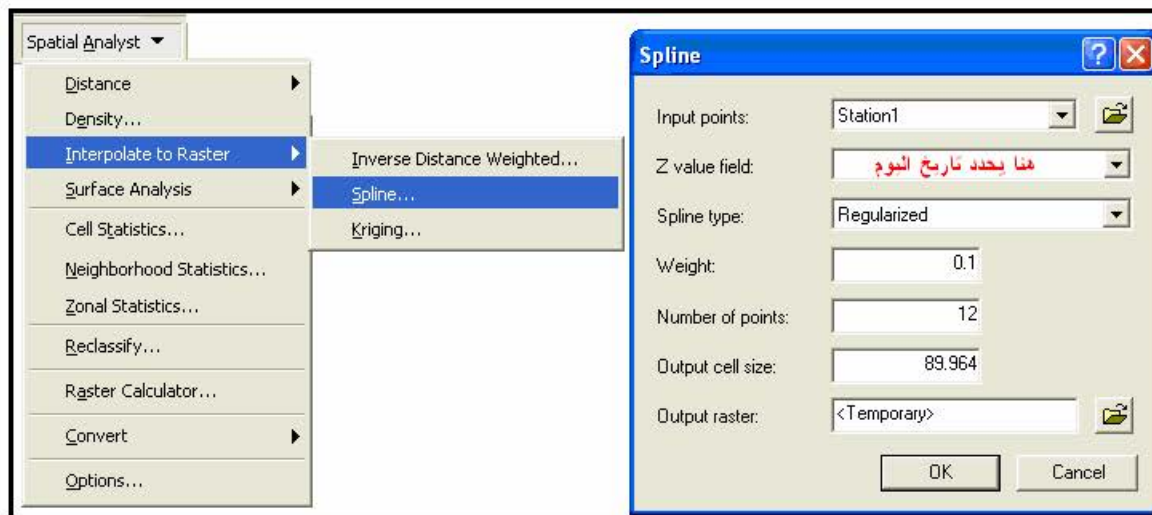 Spatial Analyst
Distance
Density...
Interpolate to Raster
Surface Analysis
Cell Statistics...
Neighborhood Statistics...
Zonal Statistics...
Reclassify...
Raster Calculator...
Convert
Options...
Inverse Distance Weighted...
Spline...
Kriging...
Spline
Input points: Station1
Z value field: هنا يحدد تاريخ اليوم
Spline type: Regularized
Weight: 0.1
Number of points: 12
Output cell size: 89.964
Output raster: <Temporary>
OK Cancel